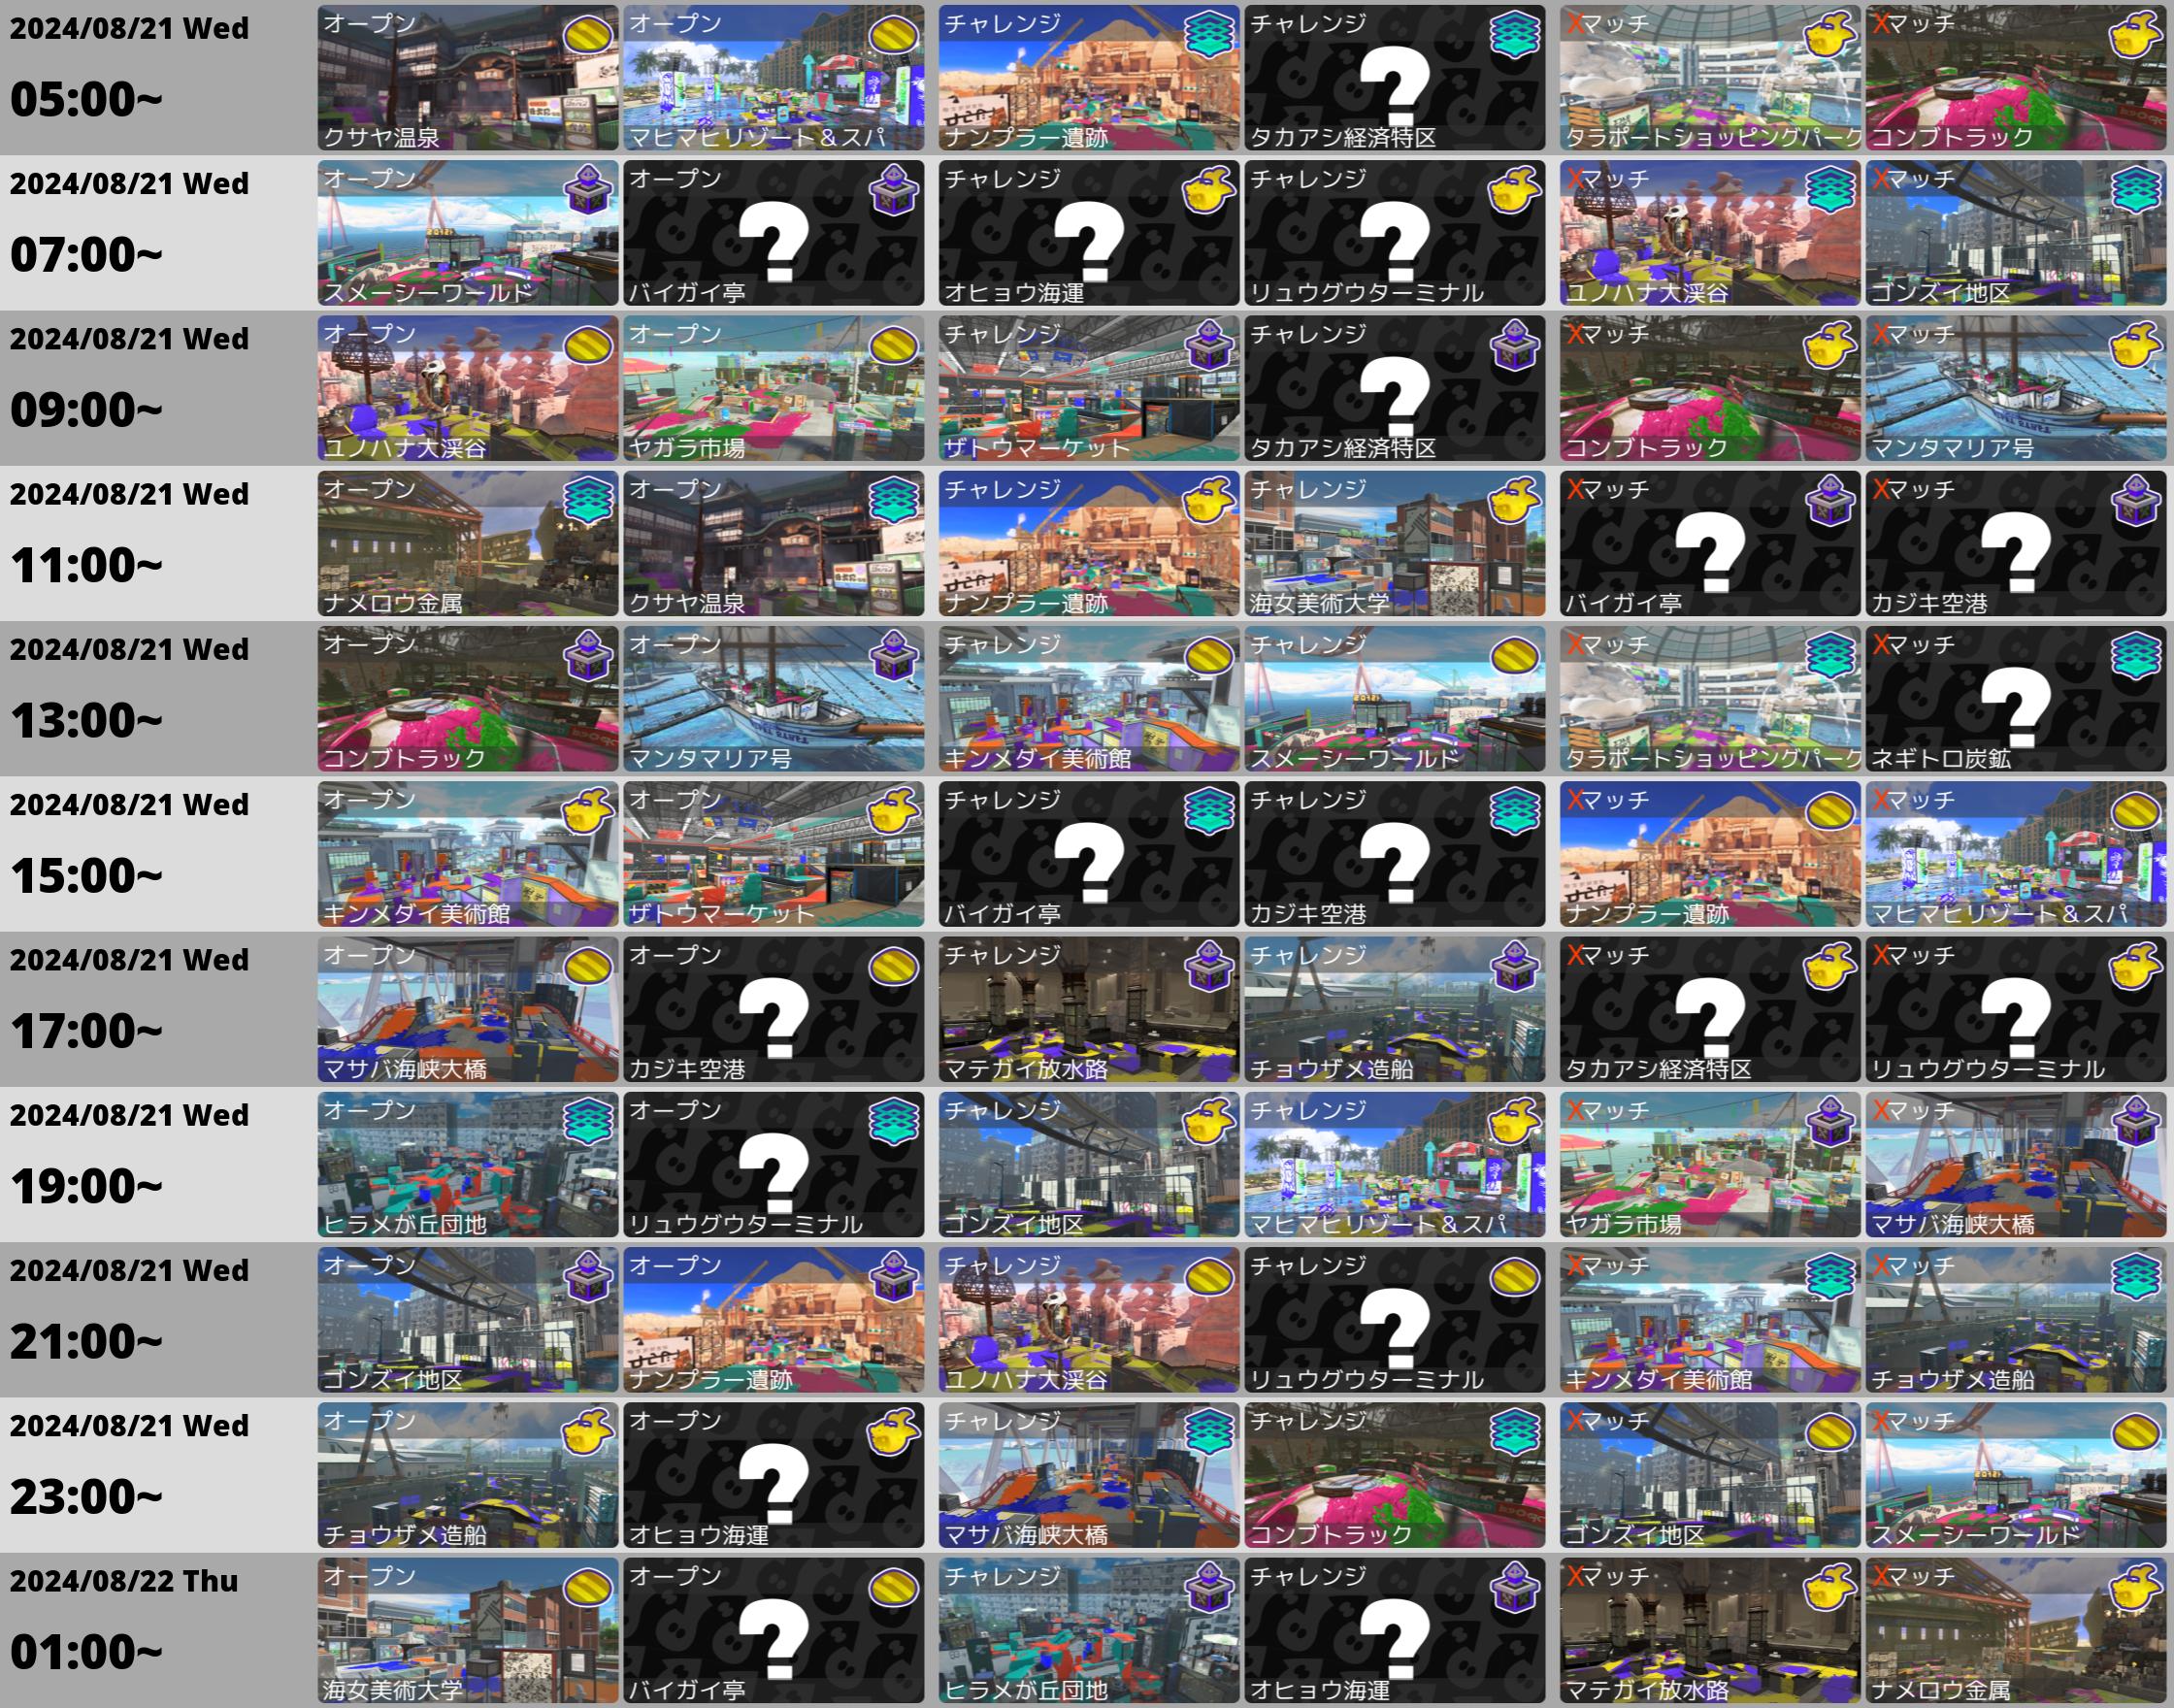 2024/08/21 Wed
05:00~
オープン
クサヤ温泉
オープン
マヒマヒリゾート＆スパ
チャレンジ
ナンプラー遺跡
チャレンジ
タカアシ経済特区
Xマッチ
タラポートショッピングパーク
Xマッチ
コンブトラック
2024/08/21 Wed
07:00~
オープン
スメーシーワールド
オープン
バイガイ亭
チャレンジ
オヒョウ海運
チャレンジ
リュウグウターミナル
Xマッチ
ユノハナ大渓谷
Xマッチ
ゴンズイ地区
2024/08/21 Wed
09:00~
オープン
ユノハナ大渓谷
オープン
ヤガラ市場
チャレンジ
ザトウマーケット
チャレンジ
タカアシ経済特区
Xマッチ
コンブトラック
Xマッチ
マンタマリア号
2024/08/21 Wed
11:00~
オープン
ナメロウ金属
オープン
クサヤ温泉
チャレンジ
ナンプラー遺跡
チャレンジ
海女美術大学
Xマッチ
バイガイ亭
Xマッチ
カジキ空港
2024/08/21 Wed
13:00~
オープン
コンブトラック
オープン
マンタマリア号
チャレンジ
キンメダイ美術館
チャレンジ
スメーシーワールド
Xマッチ
タラポートショッピングパーク
Xマッチ
ネギトロ炭鉱
2024/08/21 Wed
15:00~
オープン
キンメダイ美術館
オープン
ザトウマーケット
チャレンジ
バイガイ亭
チャレンジ
カジキ空港
Xマッチ
ナンプラー遺跡
Xマッチ
マヒマヒリゾート＆スパ
2024/08/21 Wed
17:00~
オープン
マサバ海峡大橋
オープン
カジキ空港
チャレンジ
マテガイ放水路
チャレンジ
チョウザメ造船
Xマッチ
タカアシ経済特区
Xマッチ
リュウグウターミナル
2024/08/21 Wed
19:00~
オープン
ヒラメが丘団地
オープン
リュウグウターミナル
チャレンジ
ゴンズイ地区
チャレンジ
マヒマヒリゾート＆スパ
Xマッチ
ヤガラ市場
Xマッチ
マサバ海峡大橋
2024/08/21 Wed
21:00~
オープン
ゴンズイ地区
オープン
ナンプラー遺跡
チャレンジ
ユノハナ大渓谷
チャレンジ
リュウグウターミナル
Xマッチ
キンメダイ美術館
Xマッチ
チョウザメ造船
2024/08/21 Wed
23:00~
オープン
チョウザメ造船
オープン
オヒョウ海運
チャレンジ
マサバ海峡大橋
チャレンジ
コンブトラック
Xマッチ
ゴンズイ地区
Xマッチ
スメーシーワールド
2024/08/22 Thu
01:00~
オープン
海女美術大学
オープン
バイガイ亭
チャレンジ
ヒラメが丘団地
チャレンジ
オヒョウ海運
Xマッチ
マテガイ放水路
Xマッチ
ナメロウ金属